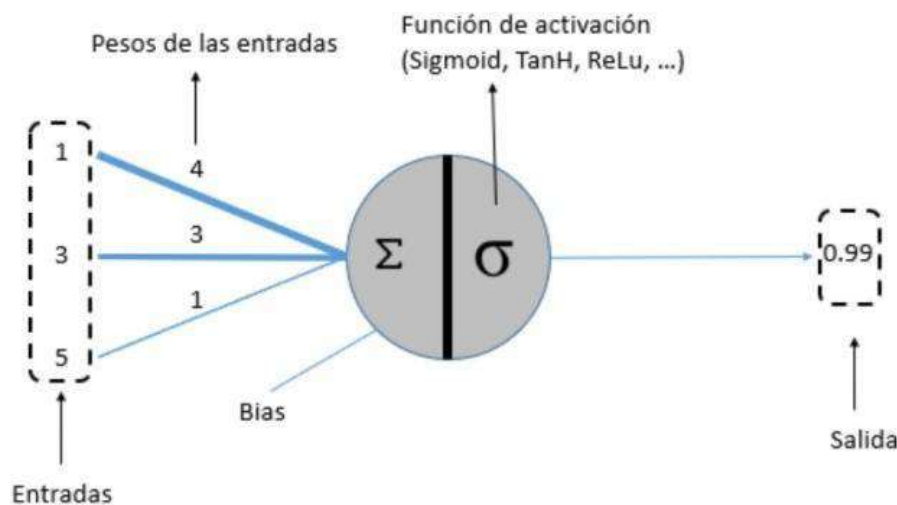 Función de activación
(Sigmoid, TanH, ReLu, ...)
Pesos de las entradas
1
4
3
3
Σ
σ
0.99
1
5
Bias
Salida
Entradas